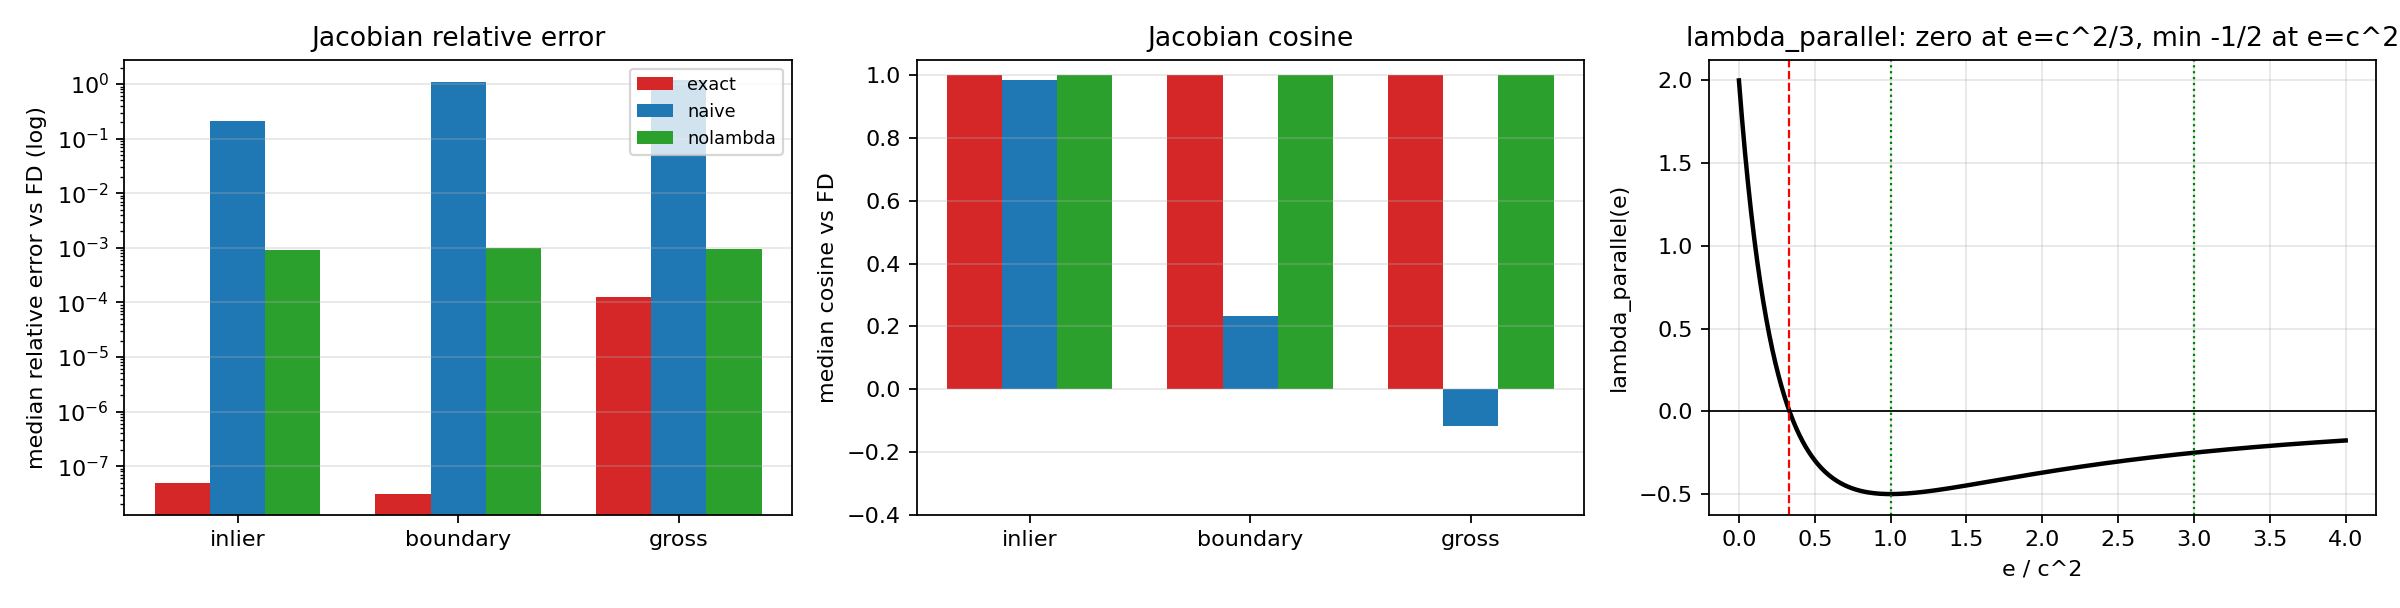 Jacobian relative error
median relative error vs FD (log)
10^0
10^-1
10^-2
10^-3
10^-4
10^-5
10^-6
10^-7
exact
naive
nolambda
inlier boundary gross
Jacobian cosine
median cosine vs FD
1.0
0.8
0.6
0.4
0.2
0.0
−0.2
−0.4
inlier boundary gross
lambda_parallel: zero at e=c^2/3, min -1/2 at e=c^2
lambda_parallel(e)
2.0
1.5
1.0
0.5
0.0
−0.5
0.0 0.5 1.0 1.5 2.0 2.5 3.0 3.5 4.0
e / c^2